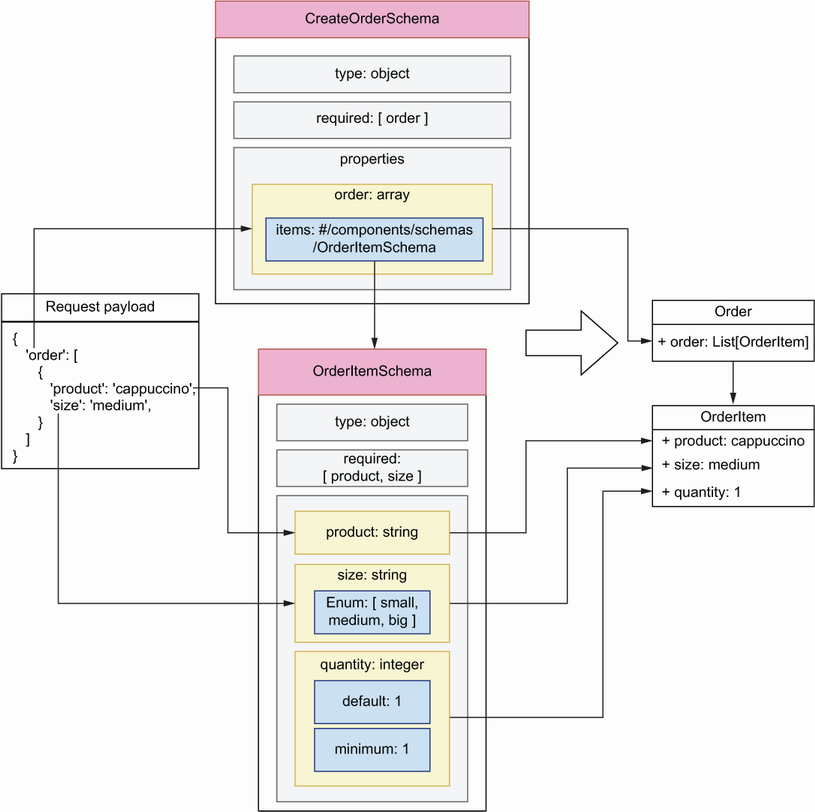 CreateOrderSchema
type: object
required: [ order ]
properties
order: array
items: #/components/schemas
/OrderItemSchema
Request payload
{
'order': [
{
'product': 'cappuccino',
'size': 'medium',
}
]
}
OrderItemSchema
type: object
required:
[ product, size ]
product: string
size: string
Enum: [ small,
medium, big ]
quantity: integer
default: 1
minimum: 1
Order
+ order: List[OrderItem]
OrderItem
+ product: cappuccino
+ size: medium
+ quantity: 1